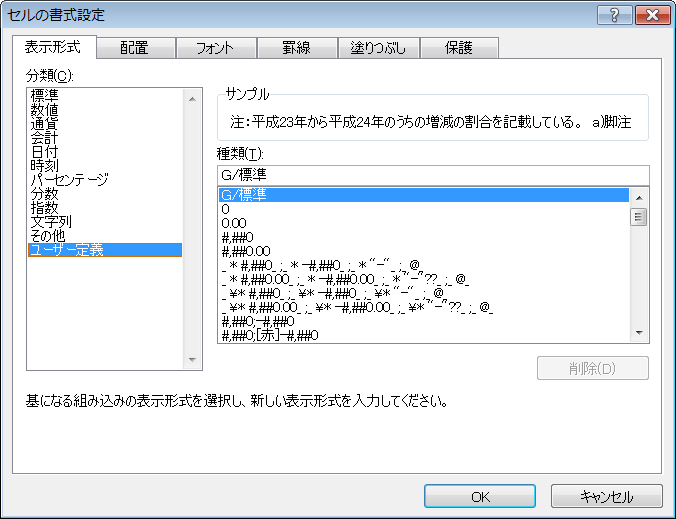 セルの書式設定
表示形式 配置 フォント 罫線 塗りつぶし 保護
分類(C):
標準
数値
通貨
会計
日付
時刻
パーセンテージ
分数
指数
文字列
その他
ユーザー定義
サンプル
注:平成23年から平成24年のうちの増減の割合を記載している。 a)脚注
種類(T):
G/標準
G/標準
0
0.00
#,##0
#,##0.00
_ * #,##0_ ;_ * -#,##0_ ;_ * "-"_ ;_ @_
_ * #,##0.00_ ;_ * -#,##0.00_ ;_ * "-"??_ ;_ @_
_ ¥* #,##0_ ;_ ¥* -#,##0_ ;_ ¥* "-"_ ;_ @_
_ ¥* #,##0.00_ ;_ ¥* -#,##0.00_ ;_ ¥* "-"??_ ;_ @_
#,##0;-#,##0
#,##0;[赤]-#,##0
削除(D)
基になる組み込みの表示形式を選択し、新しい表示形式を入力してください。
OK キャンセル